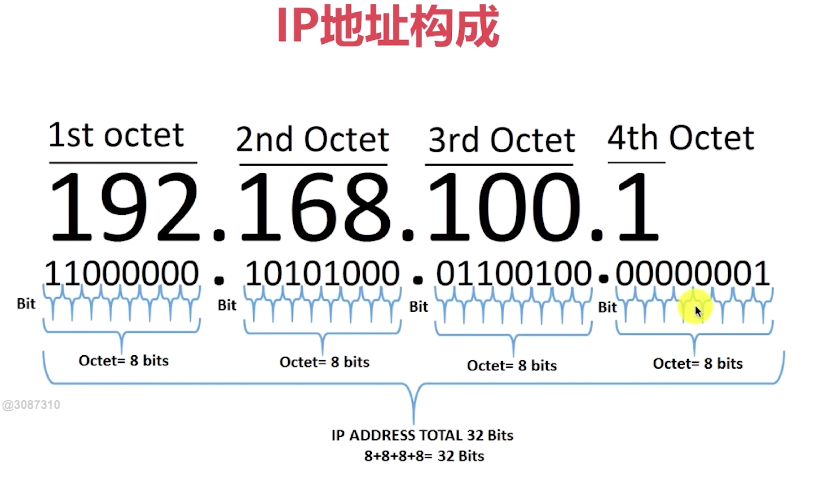 IP地址构成
1st octet 2nd Octet 3rd Octet 4th Octet
192.168.100.1
11000000 . 10101000 . 01100100 . 00000001
Bit Bit Bit Bit
Octet= 8 bits Octet= 8 bits Octet= 8 bits Octet= 8 bits
@3087310
IP ADDRESS TOTAL 32 Bits
8+8+8+8= 32 Bits